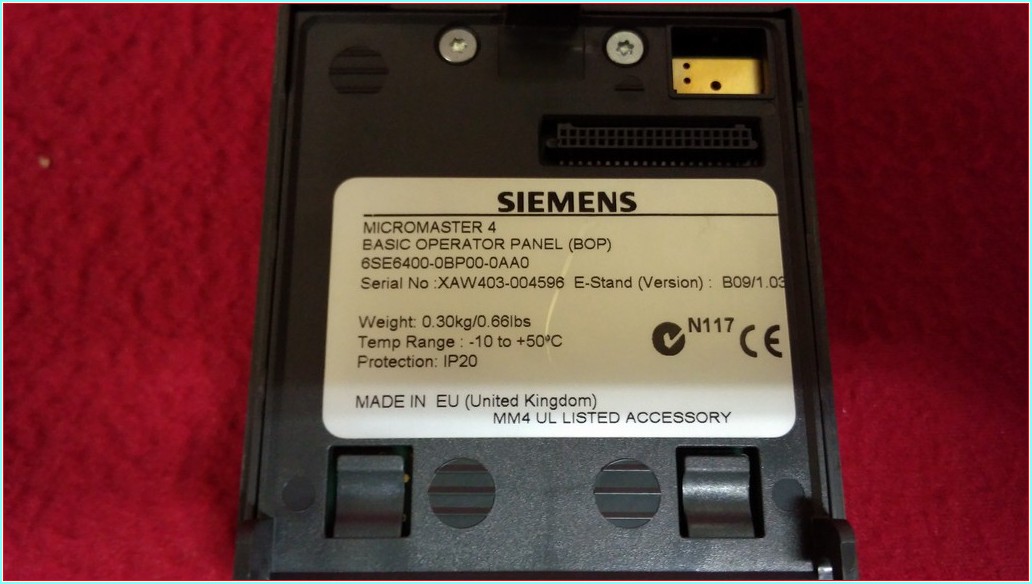 SIEMENS
MICROMASTER 4
BASIC OPERATOR PANEL (BOP)
6SE6400-0BP00-0AA0
Serial No :XAW403-004596 E-Stand (Version) : B09/1.03
Weight: 0.30kg/0.66lbs
Temp Range : -10 to +50°C
Protection: IP20
N117 CE
MADE IN EU (United Kingdom)
MM4 UL LISTED ACCESSORY